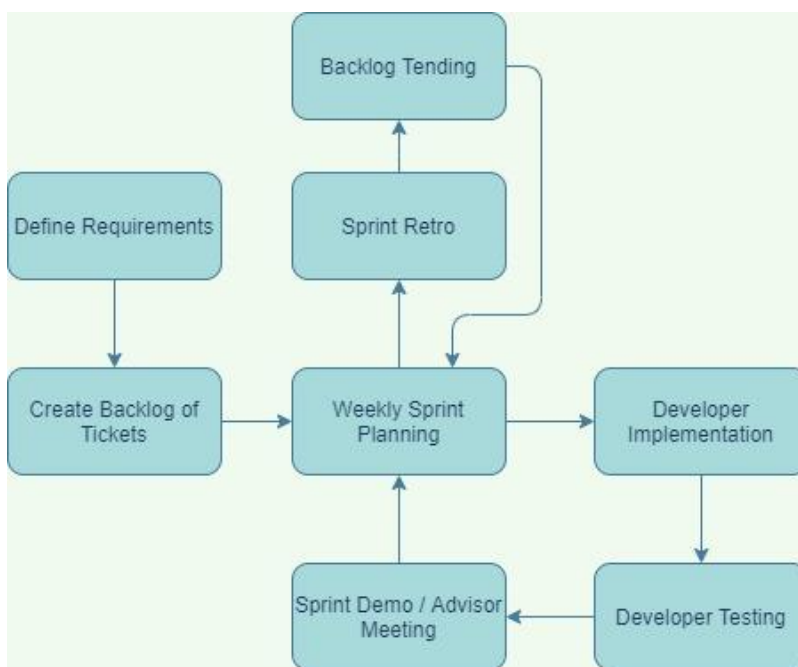 Backlog Tending
Define Requirements
Sprint Retro
Create Backlog of
Tickets
Weekly Sprint
Planning
Developer
Implementation
Sprint Demo / Advisor
Meeting
Developer Testing